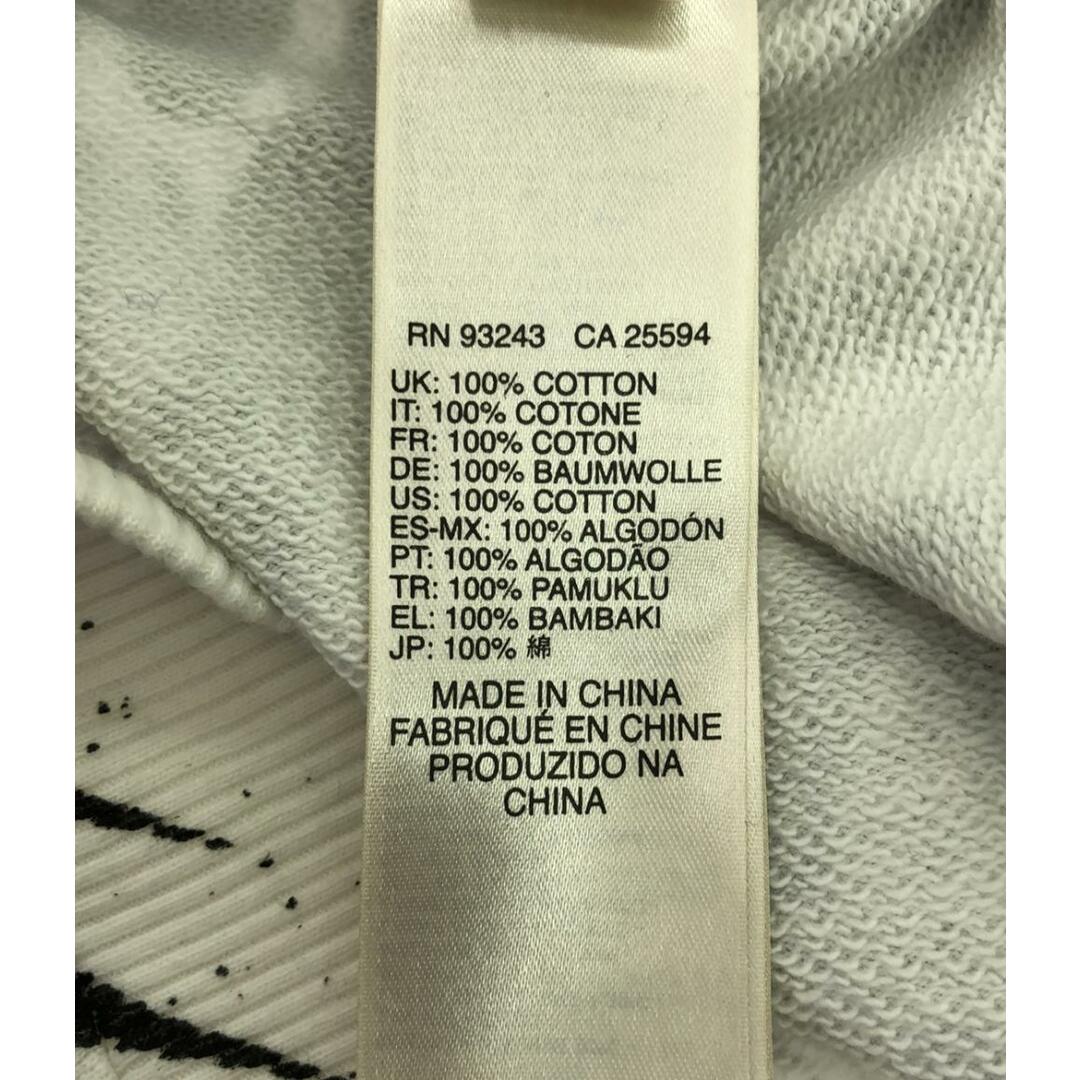 RN 93243 CA 25594
UK: 100% COTTON
IT: 100% COTONE
FR: 100% COTON
DE: 100% BAUMWOLLE
US: 100% COTTON
ES-MX: 100% ALGODÓN
PT: 100% ALGODÃO
TR: 100% PAMUKLU
EL: 100% BAMBAKI
JP: 100% 綿
MADE IN CHINA
FABRIQUÉ EN CHINE
PRODUZIDO NA
CHINA